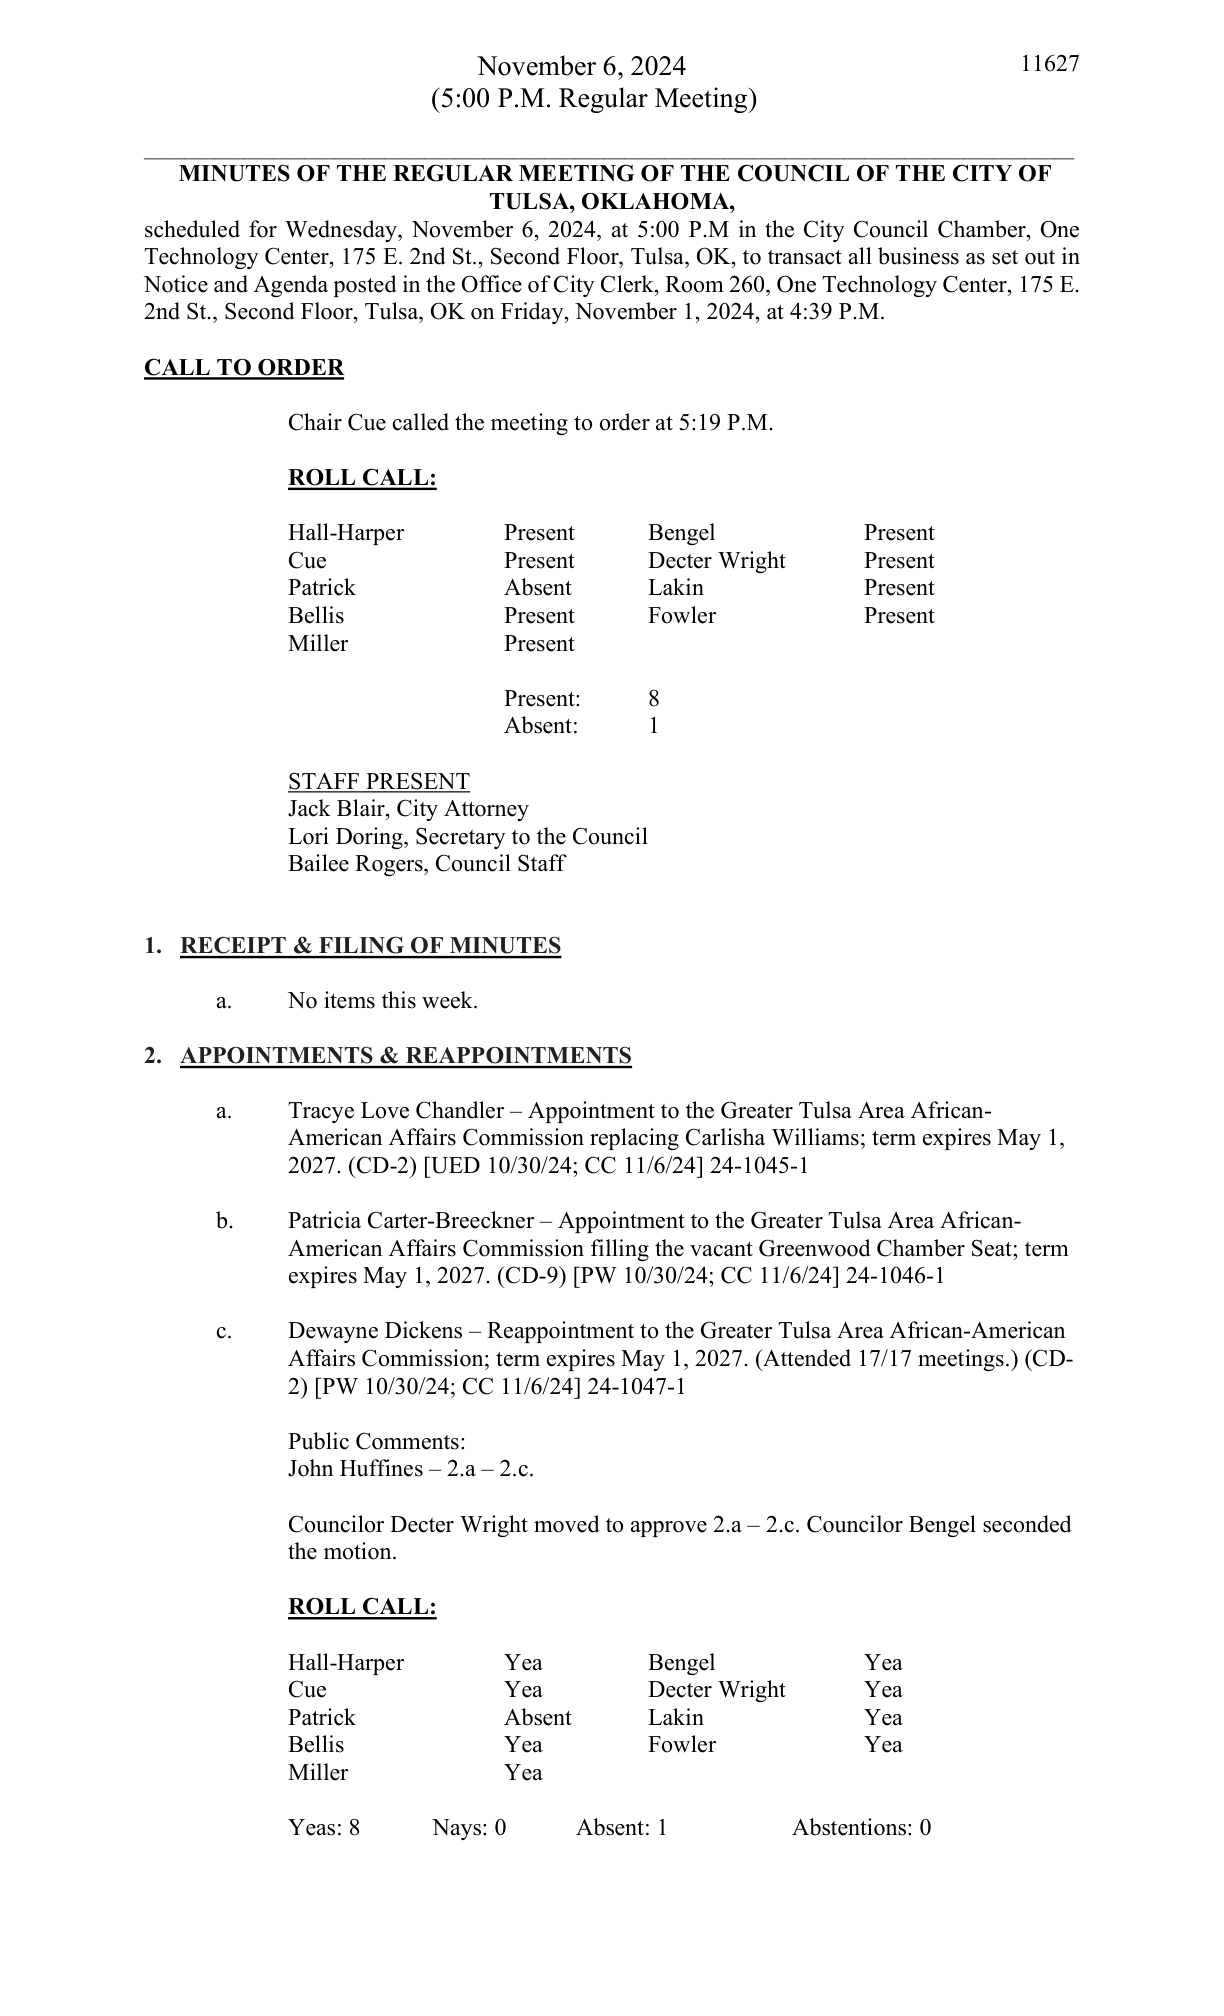 November 6, 2024 11627
(5:00 P.M. Regular Meeting)
MINUTES OF THE REGULAR MEETING OF THE COUNCIL OF THE CITY OF
TULSA, OKLAHOMA,
scheduled for Wednesday, November 6, 2024, at 5:00 P.M in the City Council Chamber, One
Technology Center, 175 E. 2nd St., Second Floor, Tulsa, OK, to transact all business as set out in
Notice and Agenda posted in the Office of City Clerk, Room 260, One Technology Center, 175 E.
2nd St., Second Floor, Tulsa, OK on Friday, November 1, 2024, at 4:39 P.M.
CALL TO ORDER
Chair Cue called the meeting to order at 5:19 P.M.
ROLL CALL:
Hall-Harper Present Bengel Present
Cue Present Decter Wright Present
Patrick Absent Lakin Present
Bellis Present Fowler Present
Miller Present
Present: 8
Absent: 1
STAFF PRESENT
Jack Blair, City Attorney
Lori Doring, Secretary to the Council
Bailee Rogers, Council Staff
1. RECEIPT & FILING OF MINUTES
a. No items this week.
2. APPOINTMENTS & REAPPOINTMENTS
a. Tracye Love Chandler – Appointment to the Greater Tulsa Area African-
American Affairs Commission replacing Carlisha Williams; term expires May 1,
2027. (CD-2) [UED 10/30/24; CC 11/6/24] 24-1045-1
b. Patricia Carter-Breeckner – Appointment to the Greater Tulsa Area African-
American Affairs Commission filling the vacant Greenwood Chamber Seat; term
expires May 1, 2027. (CD-9) [PW 10/30/24; CC 11/6/24] 24-1046-1
c. Dewayne Dickens – Reappointment to the Greater Tulsa Area African-American
Affairs Commission; term expires May 1, 2027. (Attended 17/17 meetings.) (CD-
2) [PW 10/30/24; CC 11/6/24] 24-1047-1
Public Comments:
John Huffines – 2.a – 2.c.
Councilor Decter Wright moved to approve 2.a – 2.c. Councilor Bengel seconded
the motion.
ROLL CALL:
Hall-Harper Yea Bengel Yea
Cue Yea Decter Wright Yea
Patrick Absent Lakin Yea
Bellis Yea Fowler Yea
Miller Yea
Yeas: 8 Nays: 0 Absent: 1 Abstentions: 0